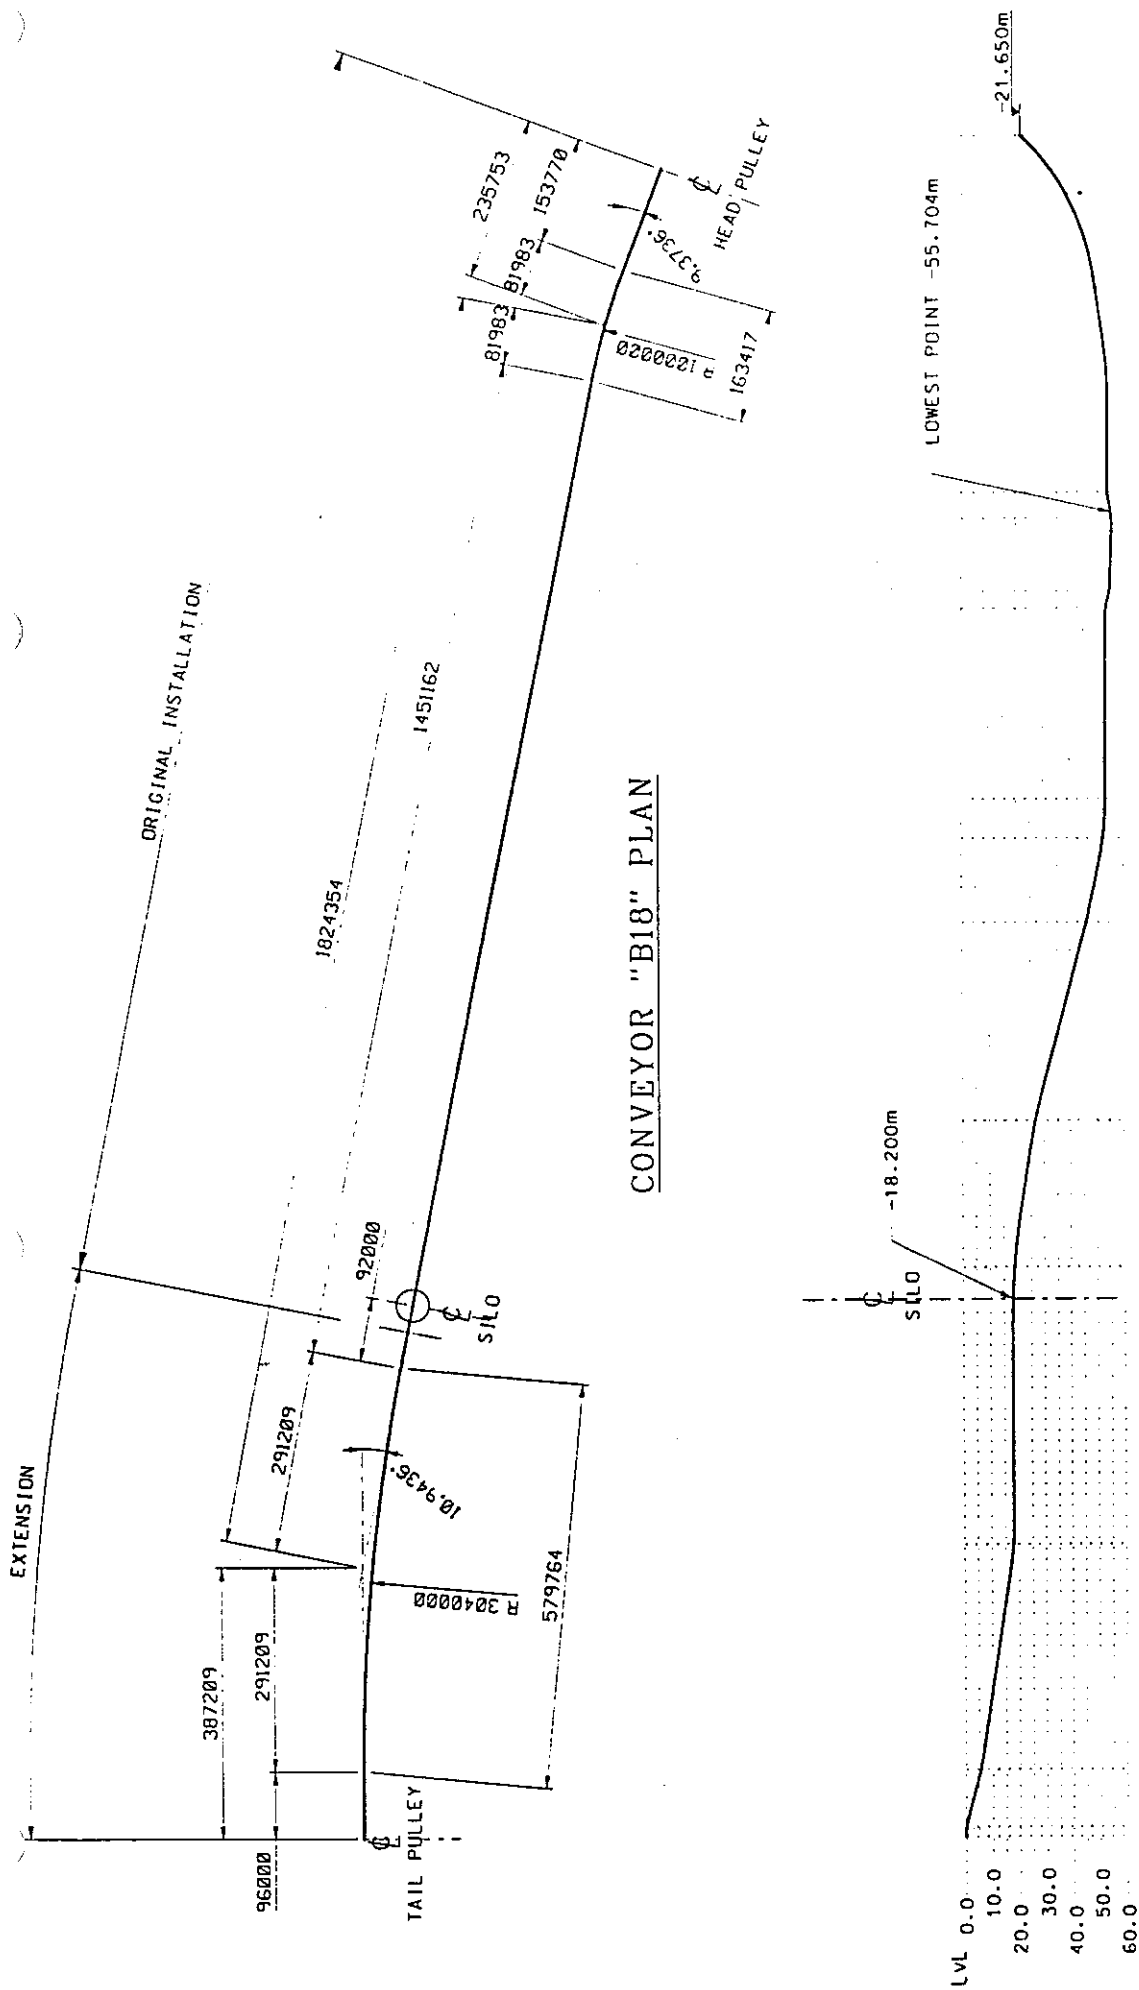 EXTENSION
ORIGINAL INSTALLATION
1824354
1451162
387209
291209
96000
291209
92000
10.9436°
R 3040000
579764
℄
TAIL PULLEY
℄
SILO
81983
81983
235753
153770
R 1000000
163417
9.3736°
℄
HEAD PULLEY
CONVEYOR "B18" PLAN
-18.200m
℄
SILO
LOWEST POINT -55.704m
-21.650m
LVL 0.0
10.0
20.0
30.0
40.0
50.0
60.0